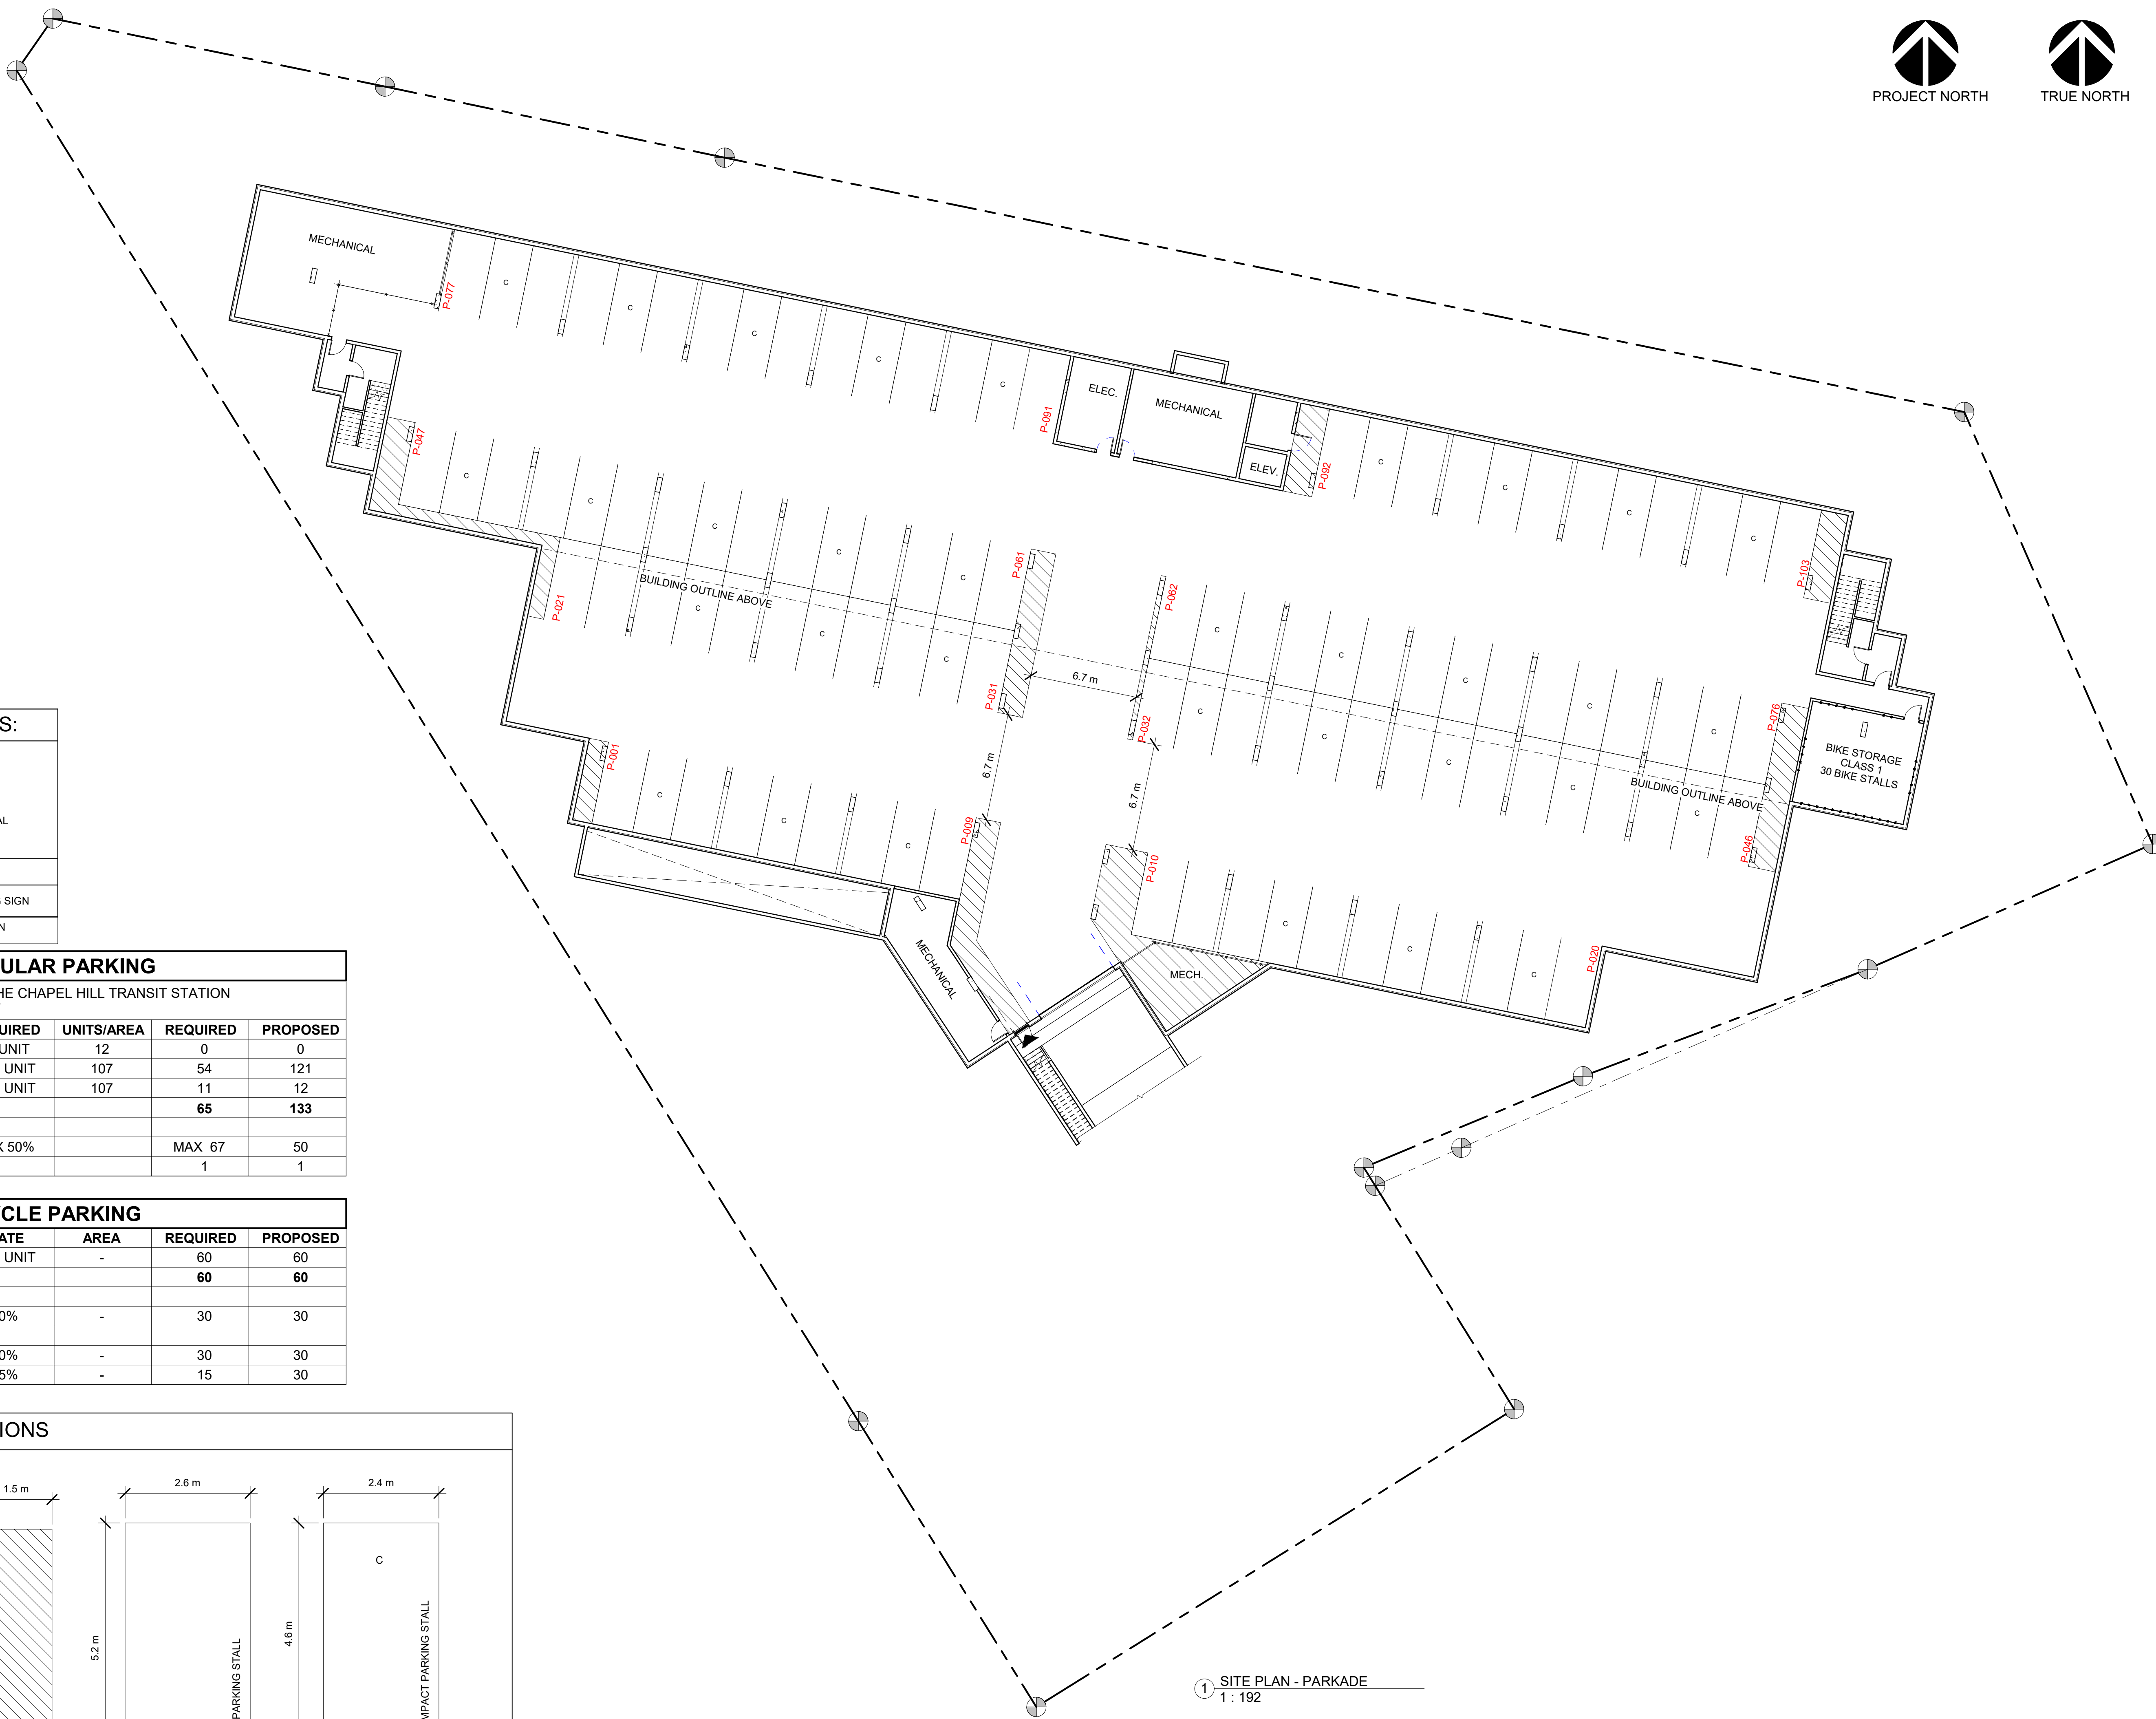 PROJECT NORTH
TRUE NORTH
MECHANICAL
P-077
C
C
C
C
C
P-091
ELEC.
MECHANICAL
ELEV.
P-092
C
C
C
C
P-103
P-047
C
C
C
C
C
P-061
P-062
C
C
C
C
C
P-076
BUILDING OUTLINE ABOVE
P-021
C
C
C
P-031
6.7 m
P-032
C
C
C
C
C
BUILDING OUTLINE ABOVE
P-046
BIKE STORAGE
CLASS 1
30 BIKE STALLS
6.7 m
6.7 m
P-001
C
C
C
P-009
P-010
C
C
C
P-020
MECHANICAL
MECH.
S:
AL
SIGN
N
ULAR PARKING
HE CHAPEL HILL TRANSIT STATION
UIRED UNITS/AREA REQUIRED PROPOSED
UNIT 12 0 0
UNIT 107 54 121
UNIT 107 11 12
65 133
X 50% MAX 67 50
1 1
CLE PARKING
ATE AREA REQUIRED PROPOSED
UNIT - 60 60
60 60
0% - 30 30
0% - 30 30
5% - 15 30
IONS
1.5 m
2.6 m
2.4 m
C
5.2 m
PARKING STALL
4.6 m
MPACT PARKING STALL
1 SITE PLAN - PARKADE
1 : 192